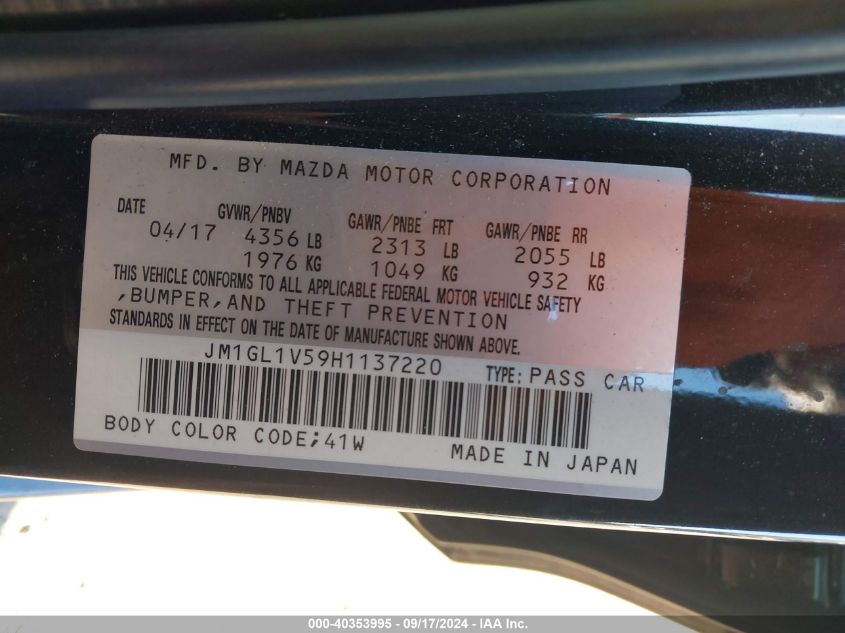 MFD. BY MAZDA MOTOR CORPORATION
DATE GVWR/PNBV GAWR/PNBE FRT GAWR/PNBE RR
04/17 4356 LB 2313 LB 2055 LB
1976 KG 1049 KG 932 KG
THIS VEHICLE CONFORMS TO ALL APPLICABLE FEDERAL MOTOR VEHICLE SAFETY
,BUMPER,AND THEFT PREVENTION
STANDARDS IN EFFECT ON THE DATE OF MANUFACTURE SHOWN ABOVE.
JM1GL1V59H1137220 TYPE: PASS CAR
BODY COLOR CODE;41W MADE IN JAPAN
000-40353995 - 09/17/2024 - IAA Inc.